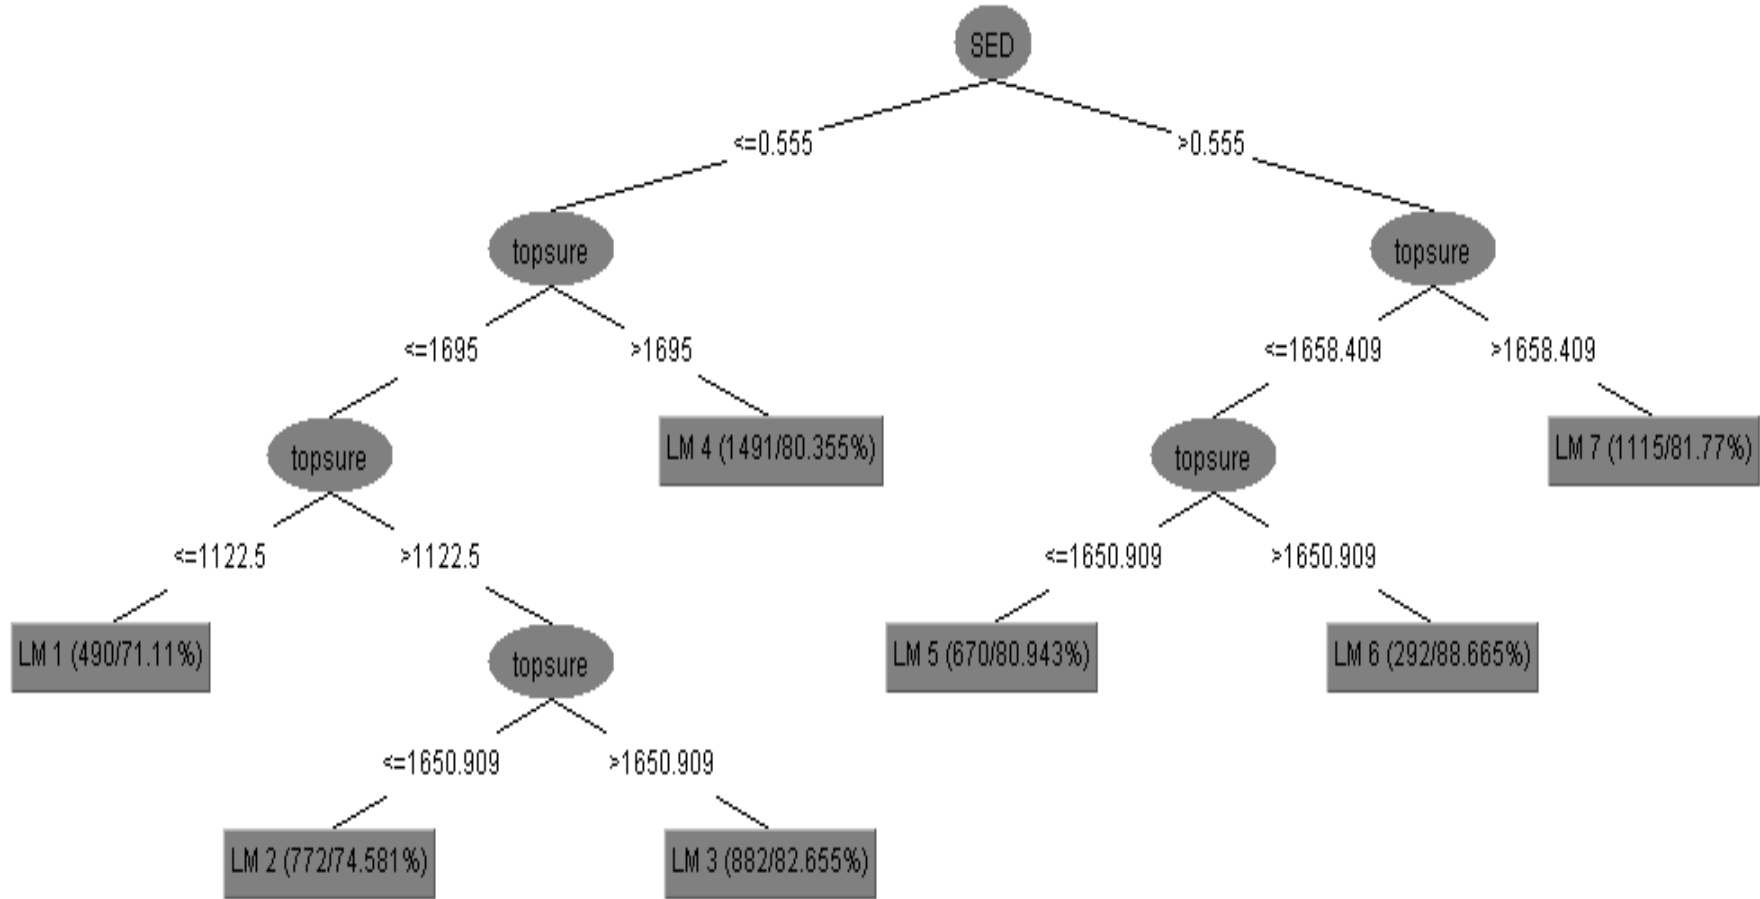 SED
<=0.555
>0.555
topsure
topsure
<=1695
>1695
<=1658.409
>1658.409
topsure
LM 4 (1491/80.355%)
topsure
LM 7 (1115/81.77%)
<=1122.5
>1122.5
<=1650.909
>1650.909
LM 1 (490/71.11%)
topsure
LM 5 (670/80.943%)
LM 6 (292/88.665%)
<=1650.909
>1650.909
LM 2 (772/74.581%)
LM 3 (882/82.655%)